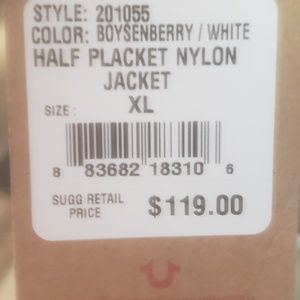 STYLE: 201055
COLOR: BOYSENBERRY / WHITE
HALF PLACKET NYLON
JACKET
SIZE : XL
8 83682 18310 6
SUGG RETAIL
PRICE $119.00